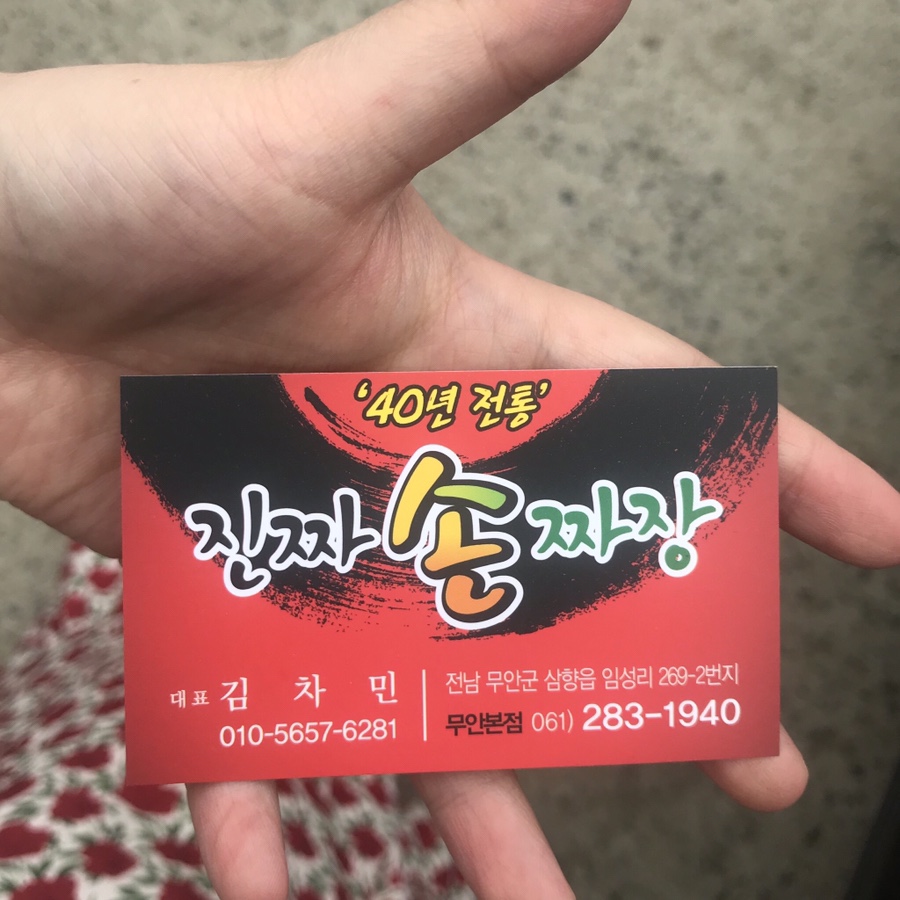 '40년 전통'
진짜 손 짜장
대표 김 차 민
010-5657-6281
전남 무안군 삼향읍 임성리 269-2번지
무안본점 061) 283-1940